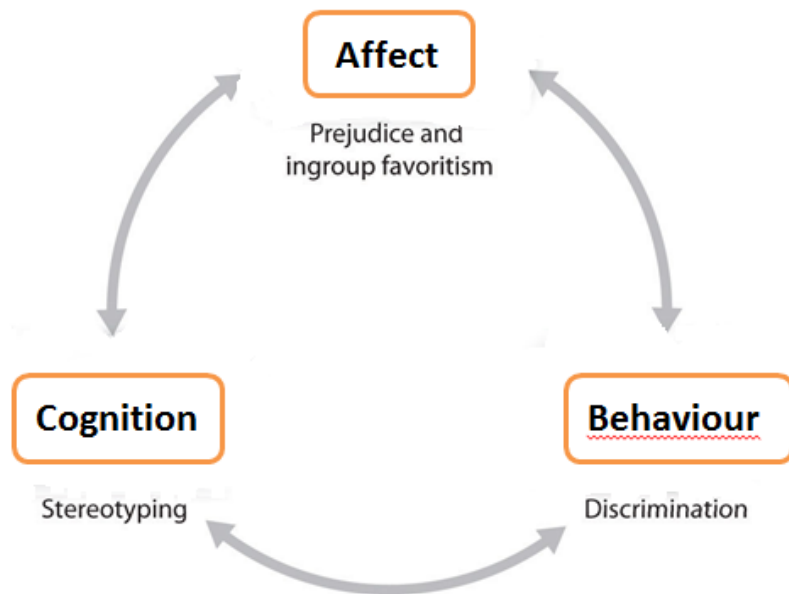 Affect
Prejudice and
ingroup favoritism
Cognition
Behaviour
Stereotyping
Discrimination